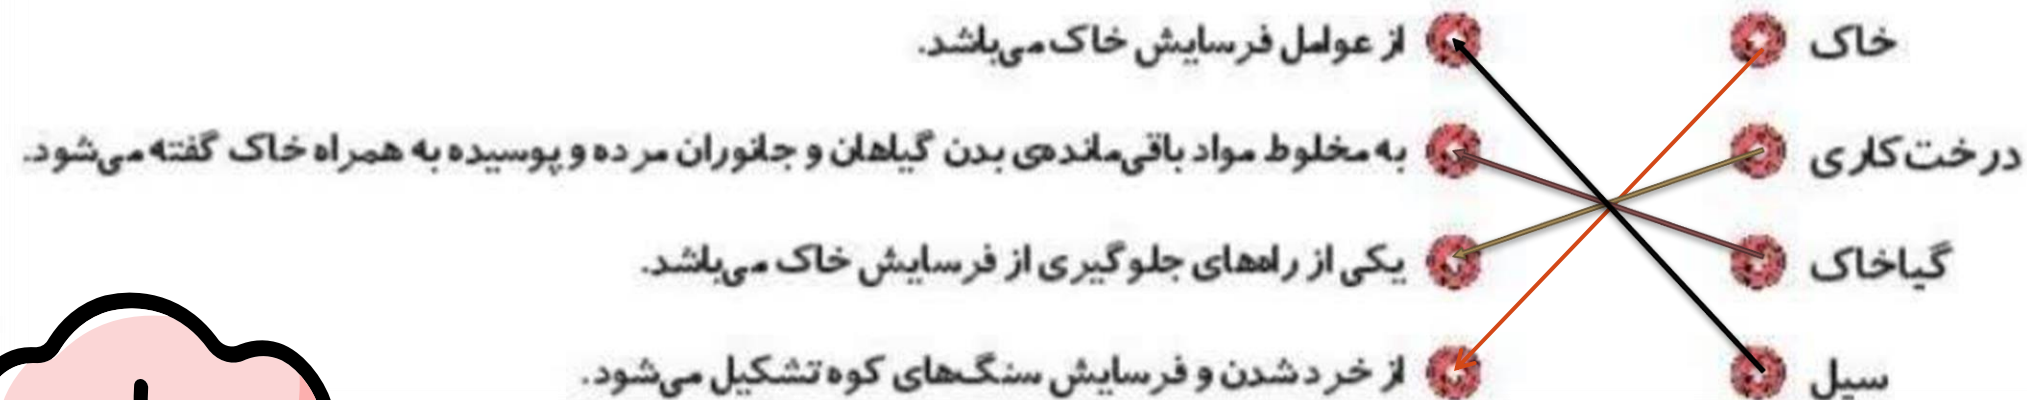 خاک از عوامل فرسایش خاک می‌باشد.
درخت‌کاری به مخلوط مواد باقی‌مانده‌ی بدن گیاهان و جانوران مرده و پوسیده به همراه خاک گفته می‌شود.
گیاخاک یکی از راه‌های جلوگیری از فرسایش خاک می‌باشد.
سیل از خرد شدن و فرسایش سنگ‌های کوه تشکیل می‌شود.